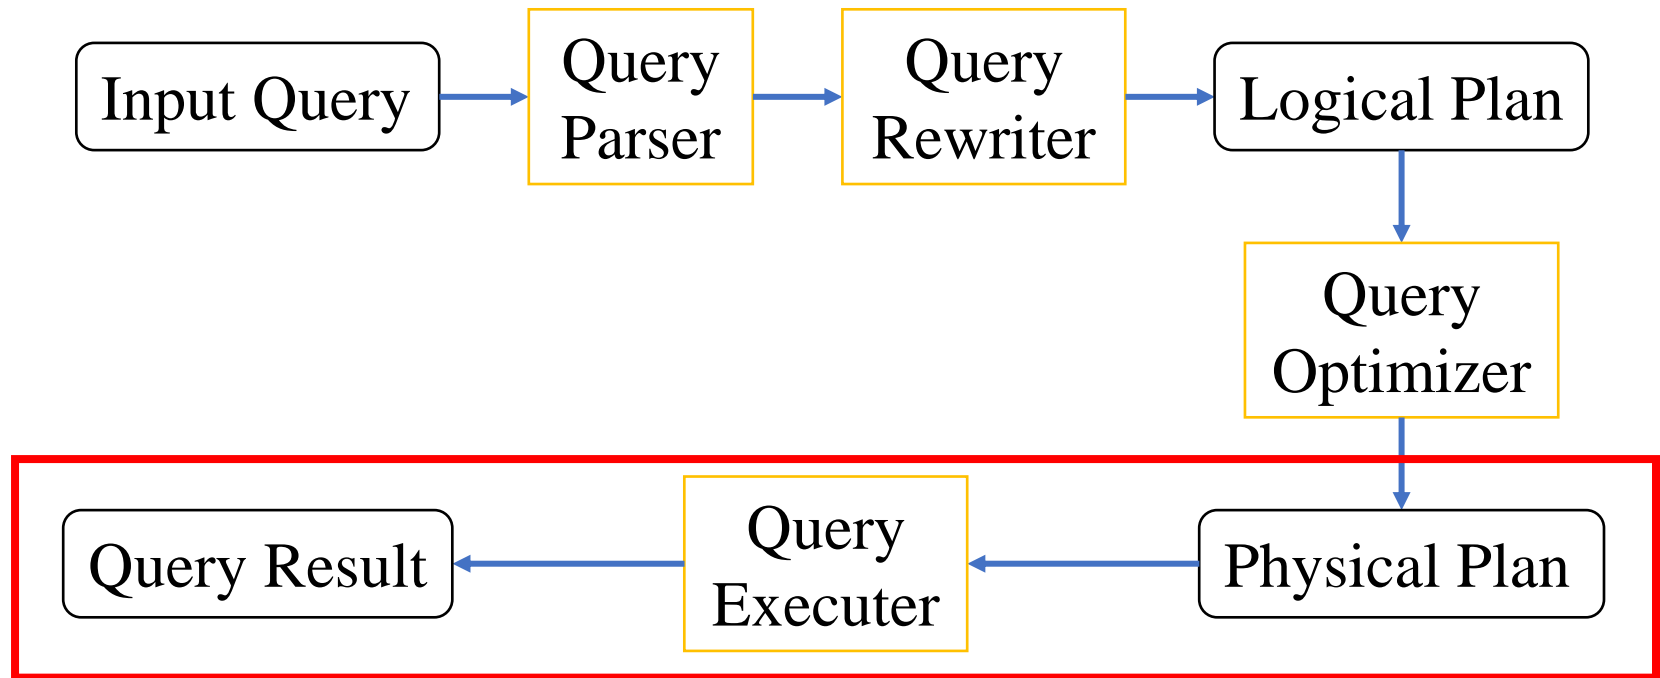 Input Query
Query
Parser
Query
Rewriter
Logical Plan
Query
Optimizer
Physical Plan
Query
Executer
Query Result